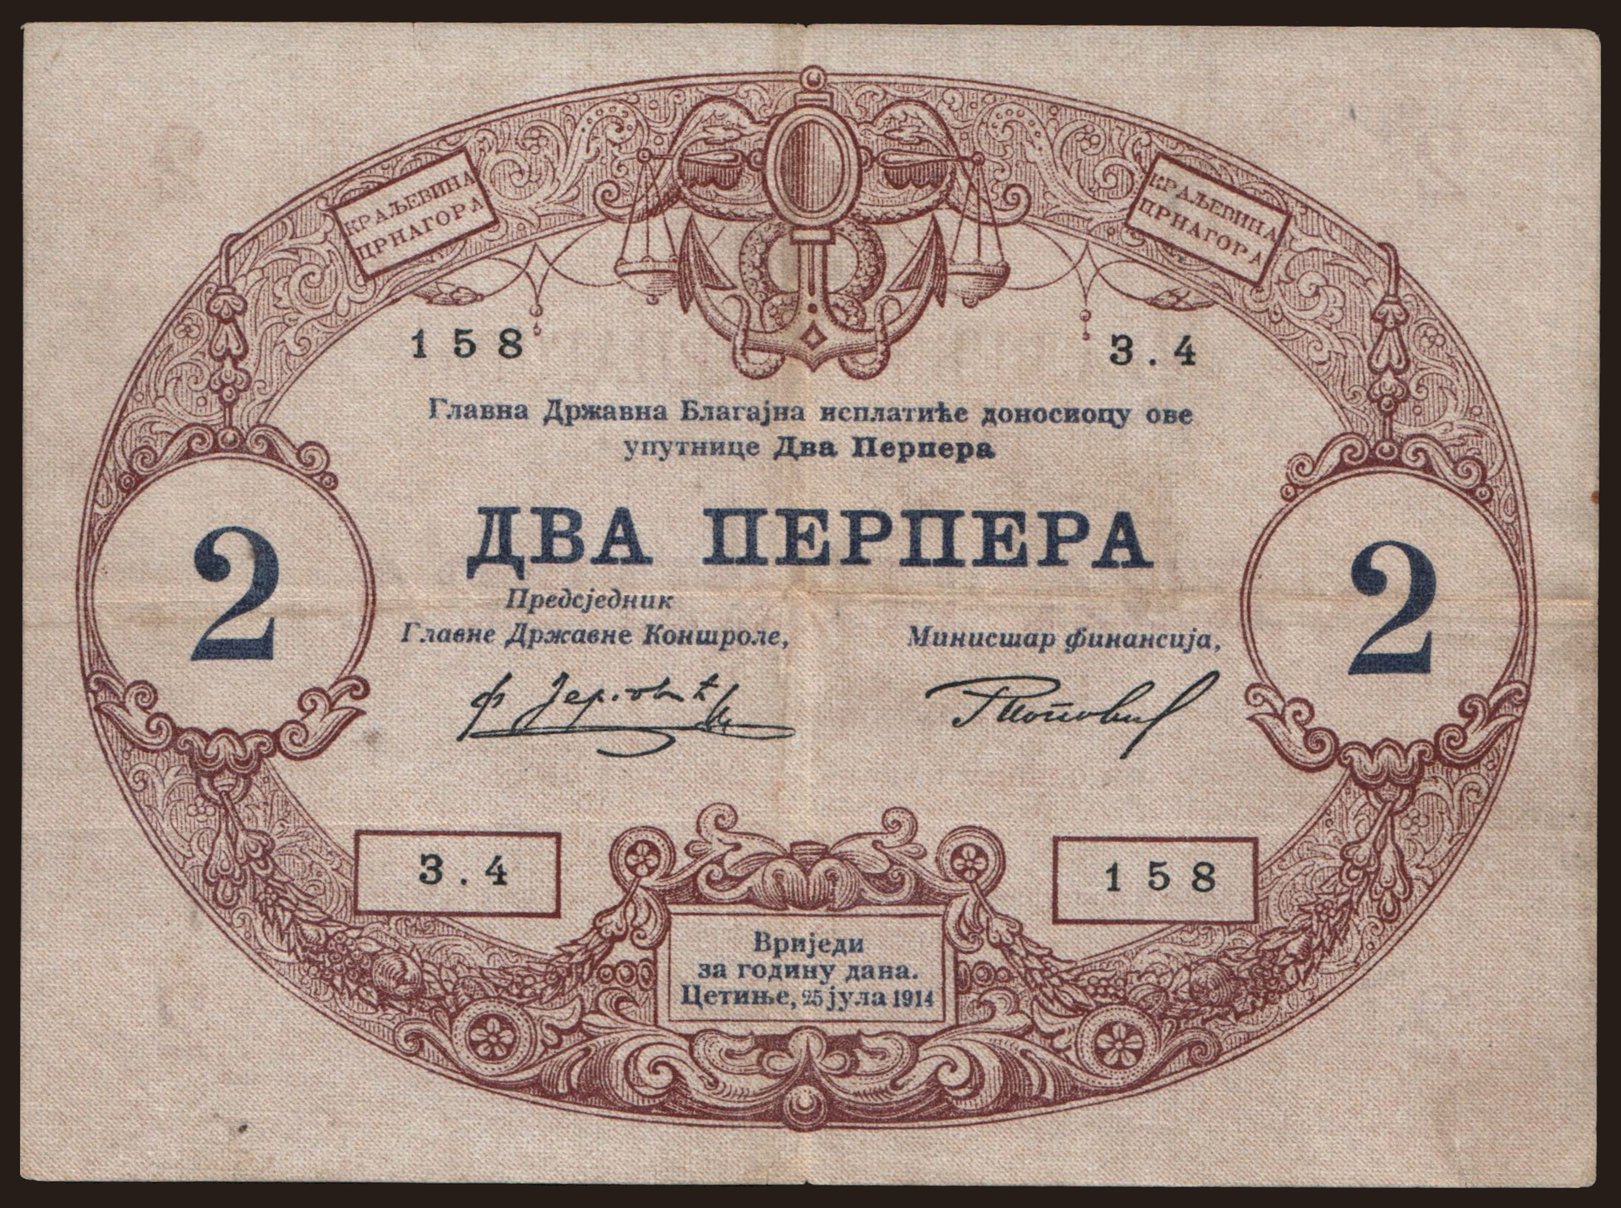 КРАЉЕВИНА
ЦРНАГОРА
КРАЉЕВИНА
ЦРНАГОРА
158
3.4
Главна Државна Благајна исплатиће доносиоцу ове
упутнице Два Перпера
ДВА ПЕРПЕРА
2
2
Предсједник
Главне Државне Контроле,
Министар финансија,
3.4
158
Вриједи
за годину дана.
Цетиње, 25 јула 1914